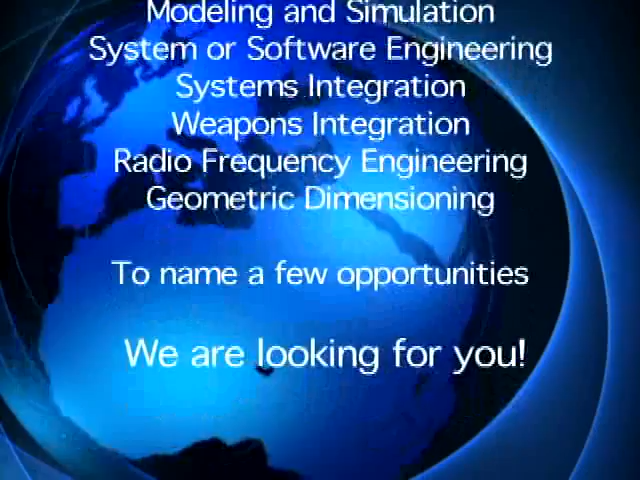 Modeling and Simulation
System or Software Engineering
Systems Integration
Weapons Integration
Radio Frequency Engineering
Geometric Dimensioning
To name a few opportunities
We are looking for you!